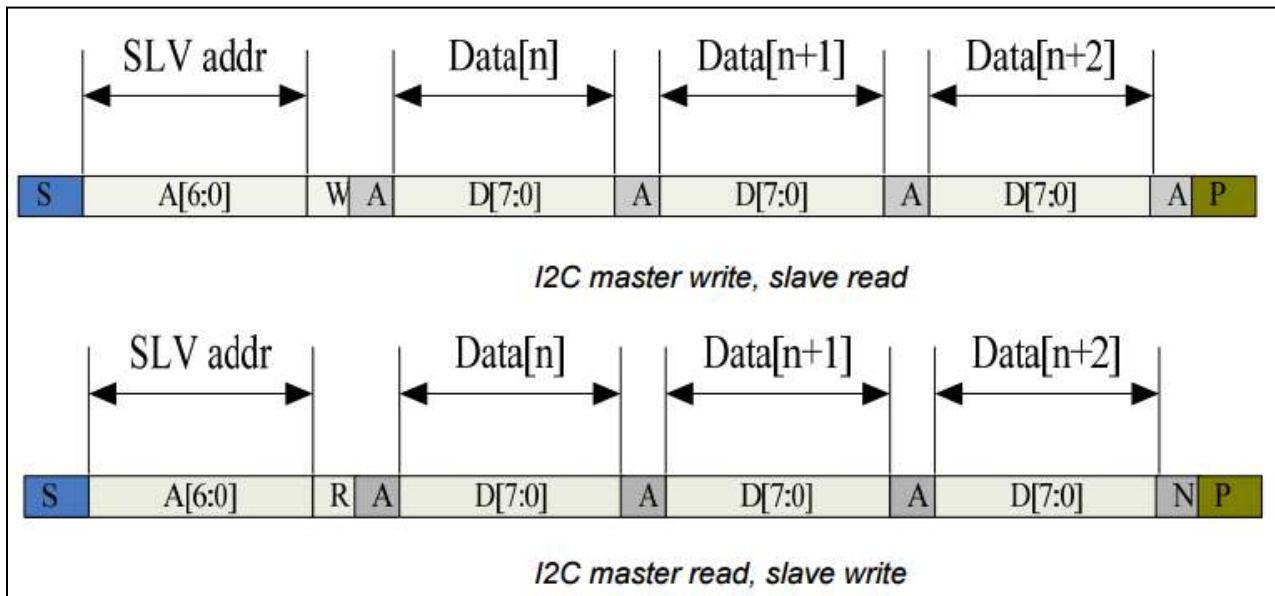 SLV addr Data[n] Data[n+1] Data[n+2]
S A[6:0] W A D[7:0] A D[7:0] A D[7:0] A P
I2C master write, slave read
SLV addr Data[n] Data[n+1] Data[n+2]
S A[6:0] R A D[7:0] A D[7:0] A D[7:0] N P
I2C master read, slave write